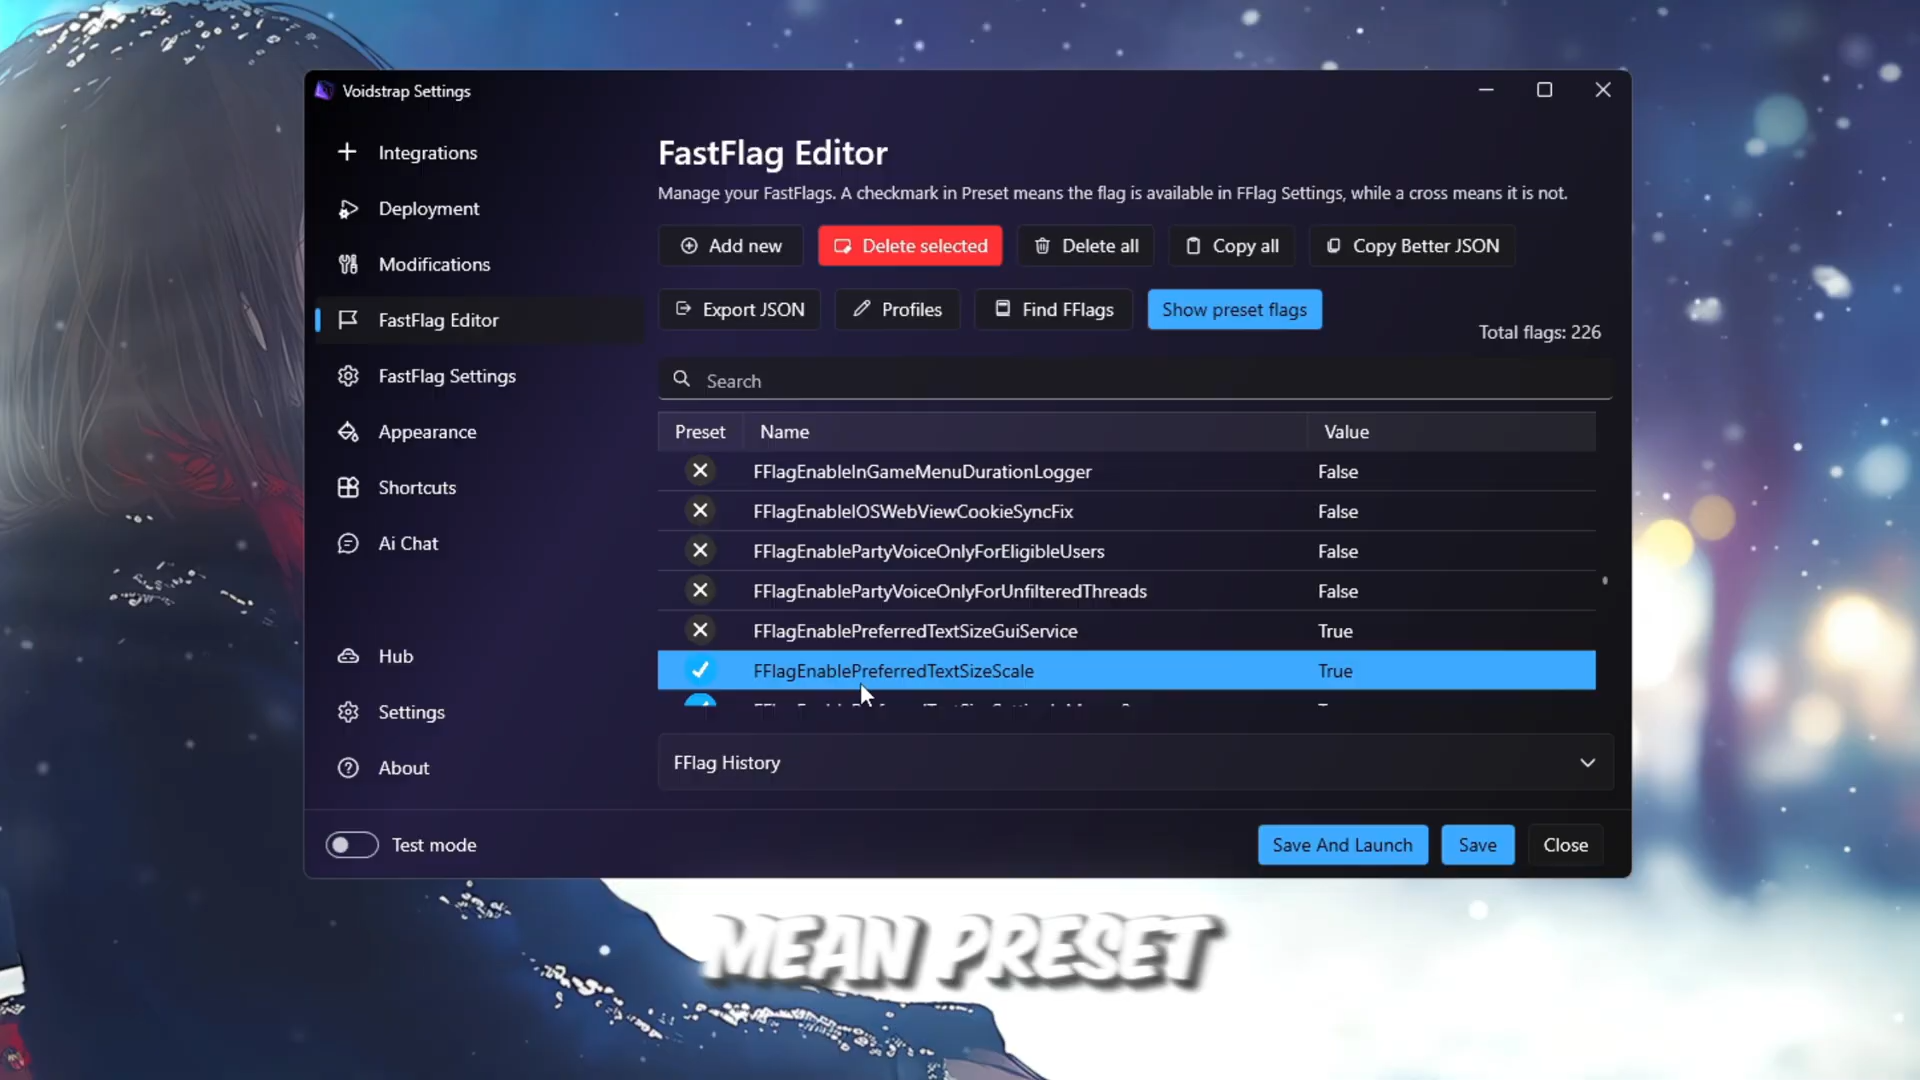 Voidstrap Settings
Integrations
Deployment
Modifications
FastFlag Editor
FastFlag Settings
Appearance
Shortcuts
Ai Chat
Hub
Settings
About
FastFlag Editor
Manage your FastFlags. A checkmark in Preset means the flag is available in FFlag Settings, while a cross means it is not.
Add new
Delete selected
Delete all
Copy all
Copy Better JSON
Export JSON
Profiles
Find FFlags
Show preset flags
Total flags: 226
Search
Preset Name Value
FFlagEnableInGameMenuDurationLogger False
FFlagEnableIOSWebViewCookieSyncFix False
FFlagEnablePartyVoiceOnlyForEligibleUsers False
FFlagEnablePartyVoiceOnlyForUnfilteredThreads False
FFlagEnablePreferredTextSizeGuiService True
FFlagEnablePreferredTextSizeScale True
FFlag History
Test mode
Save And Launch
Save
Close
MEAN PRESET